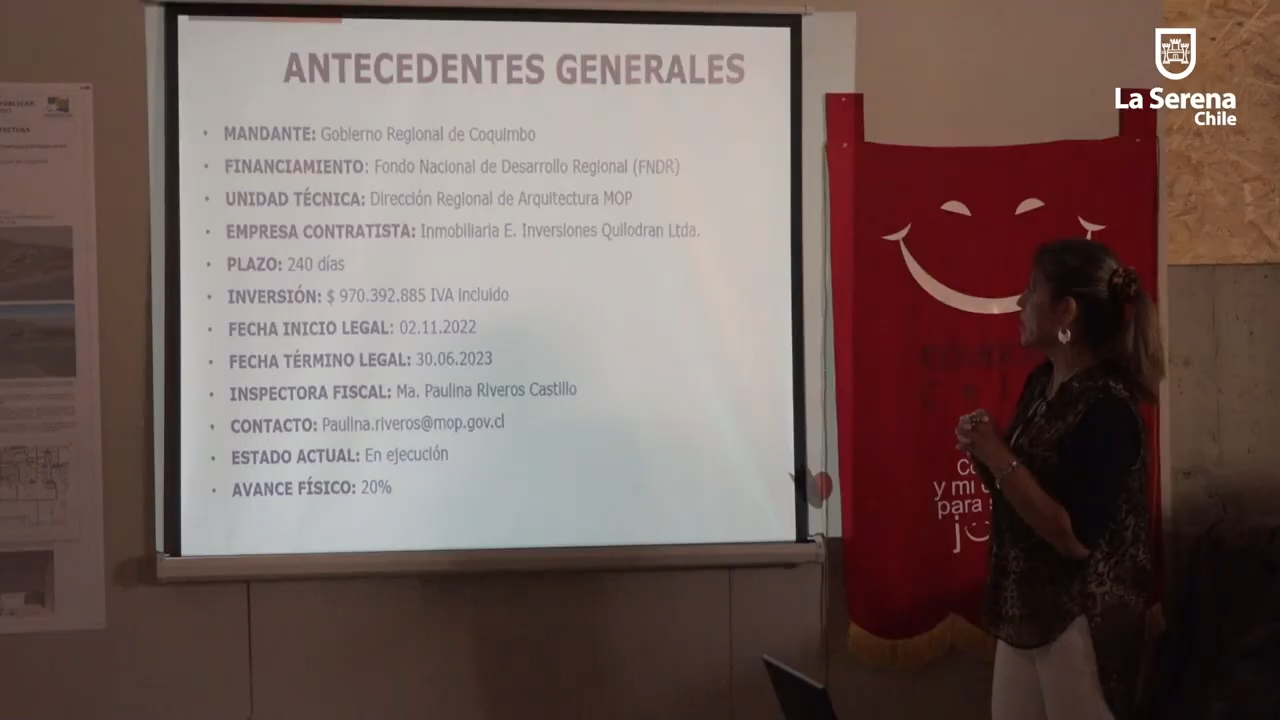 La Serena
Chile
ANTECEDENTES GENERALES
• MANDANTE: Gobierno Regional de Coquimbo
• FINANCIAMIENTO: Fondo Nacional de Desarrollo Regional (FNDR)
• UNIDAD TÉCNICA: Dirección Regional de Arquitectura MOP
• EMPRESA CONTRATISTA: Inmobiliaria E. Inversiones Quilodran Ltda.
• PLAZO: 240 días
• INVERSIÓN: $ 970.392.885 IVA Incluido
• FECHA INICIO LEGAL: 02.11.2022
• FECHA TÉRMINO LEGAL: 30.06.2023
• INSPECTORA FISCAL: Ma. Paulina Riveros Castillo
• CONTACTO: Paulina.riveros@mop.gov.cl
• ESTADO ACTUAL: En ejecución
• AVANCE FÍSICO: 20%
y mi
para